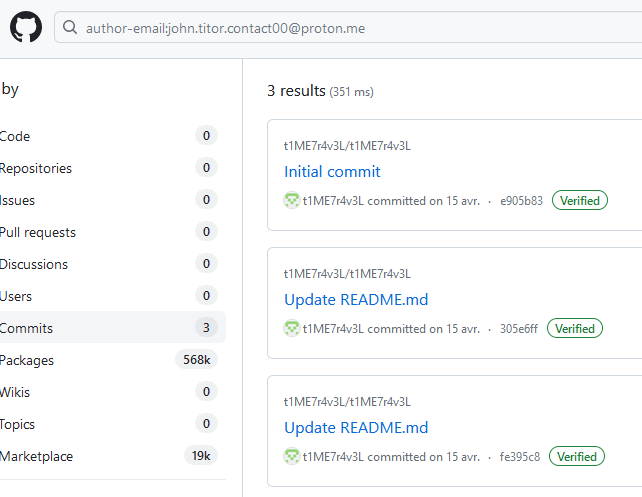 author-email:john.titor.contact00@proton.me
by
3 results (351 ms)
Code 0
Repositories 0
Issues 0
Pull requests 0
Discussions 0
Users 0
Commits 3
Packages 568k
Wikis 0
Topics 0
Marketplace 19k
t1ME7r4v3L/t1ME7r4v3L
Initial commit
t1ME7r4v3L committed on 15 avr. · e905b83 Verified
t1ME7r4v3L/t1ME7r4v3L
Update README.md
t1ME7r4v3L committed on 15 avr. · 305e6ff Verified
t1ME7r4v3L/t1ME7r4v3L
Update README.md
t1ME7r4v3L committed on 15 avr. · fe395c8 Verified